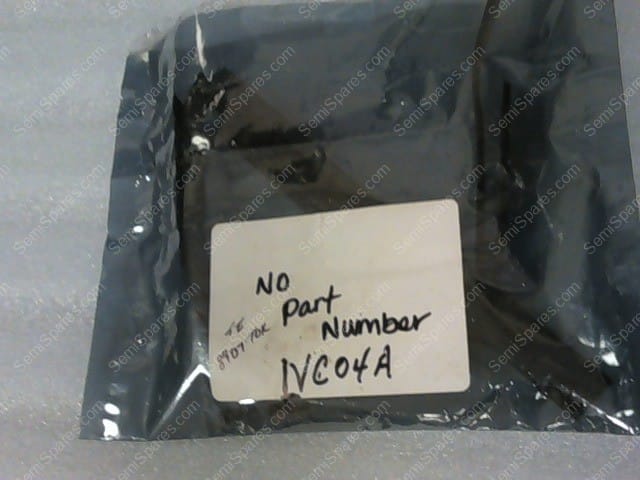 NO
Part
Number
IVC04A
SemiSpares.com